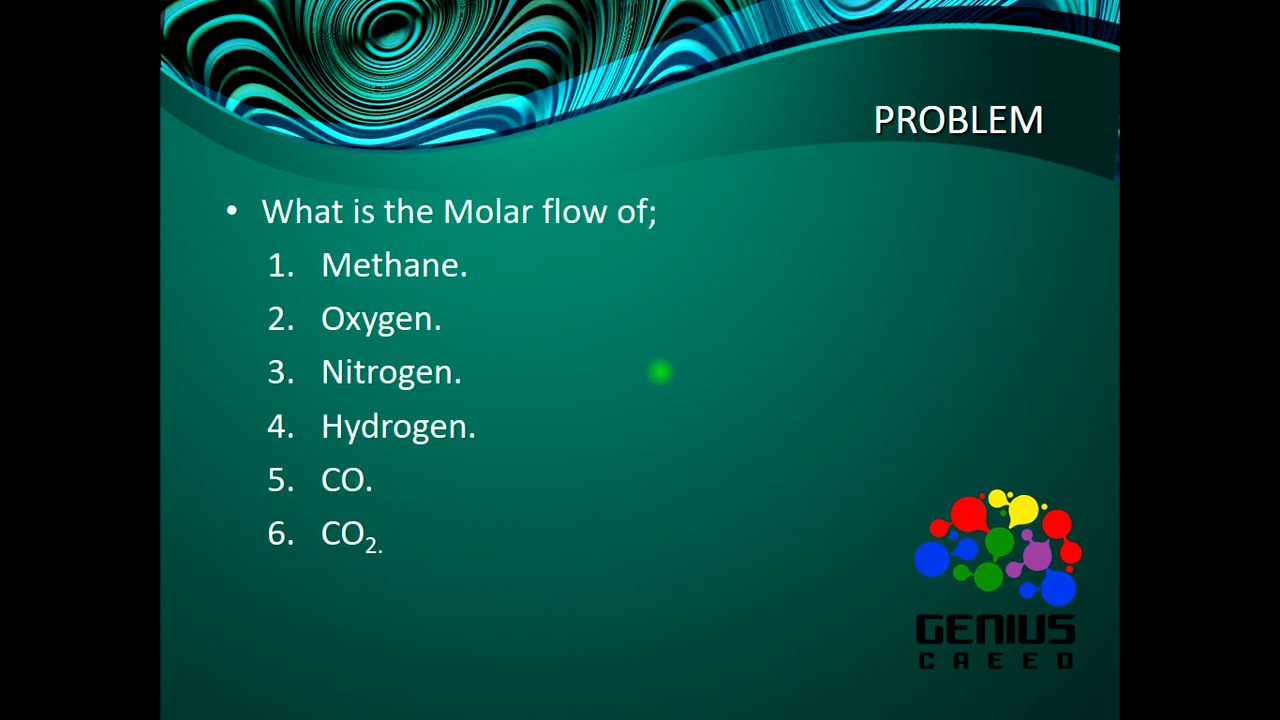 PROBLEM
• What is the Molar flow of;
1. Methane.
2. Oxygen.
3. Nitrogen.
4. Hydrogen.
5. CO.
6. CO₂.
GENIUS
CREED